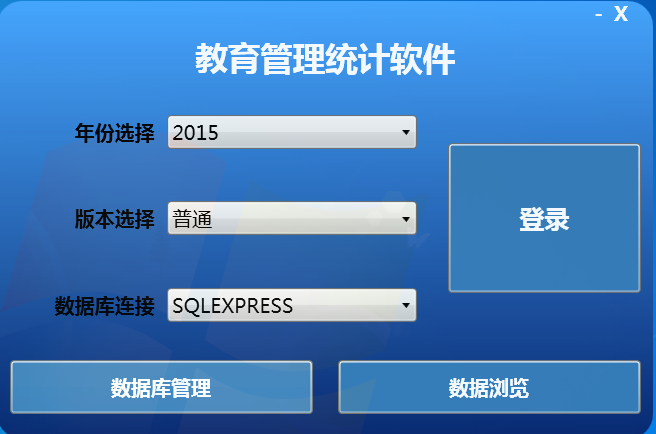 - X
教育管理统计软件
年份选择 2015
版本选择 普通
登录
数据库连接 SQLEXPRESS
数据库管理 数据浏览